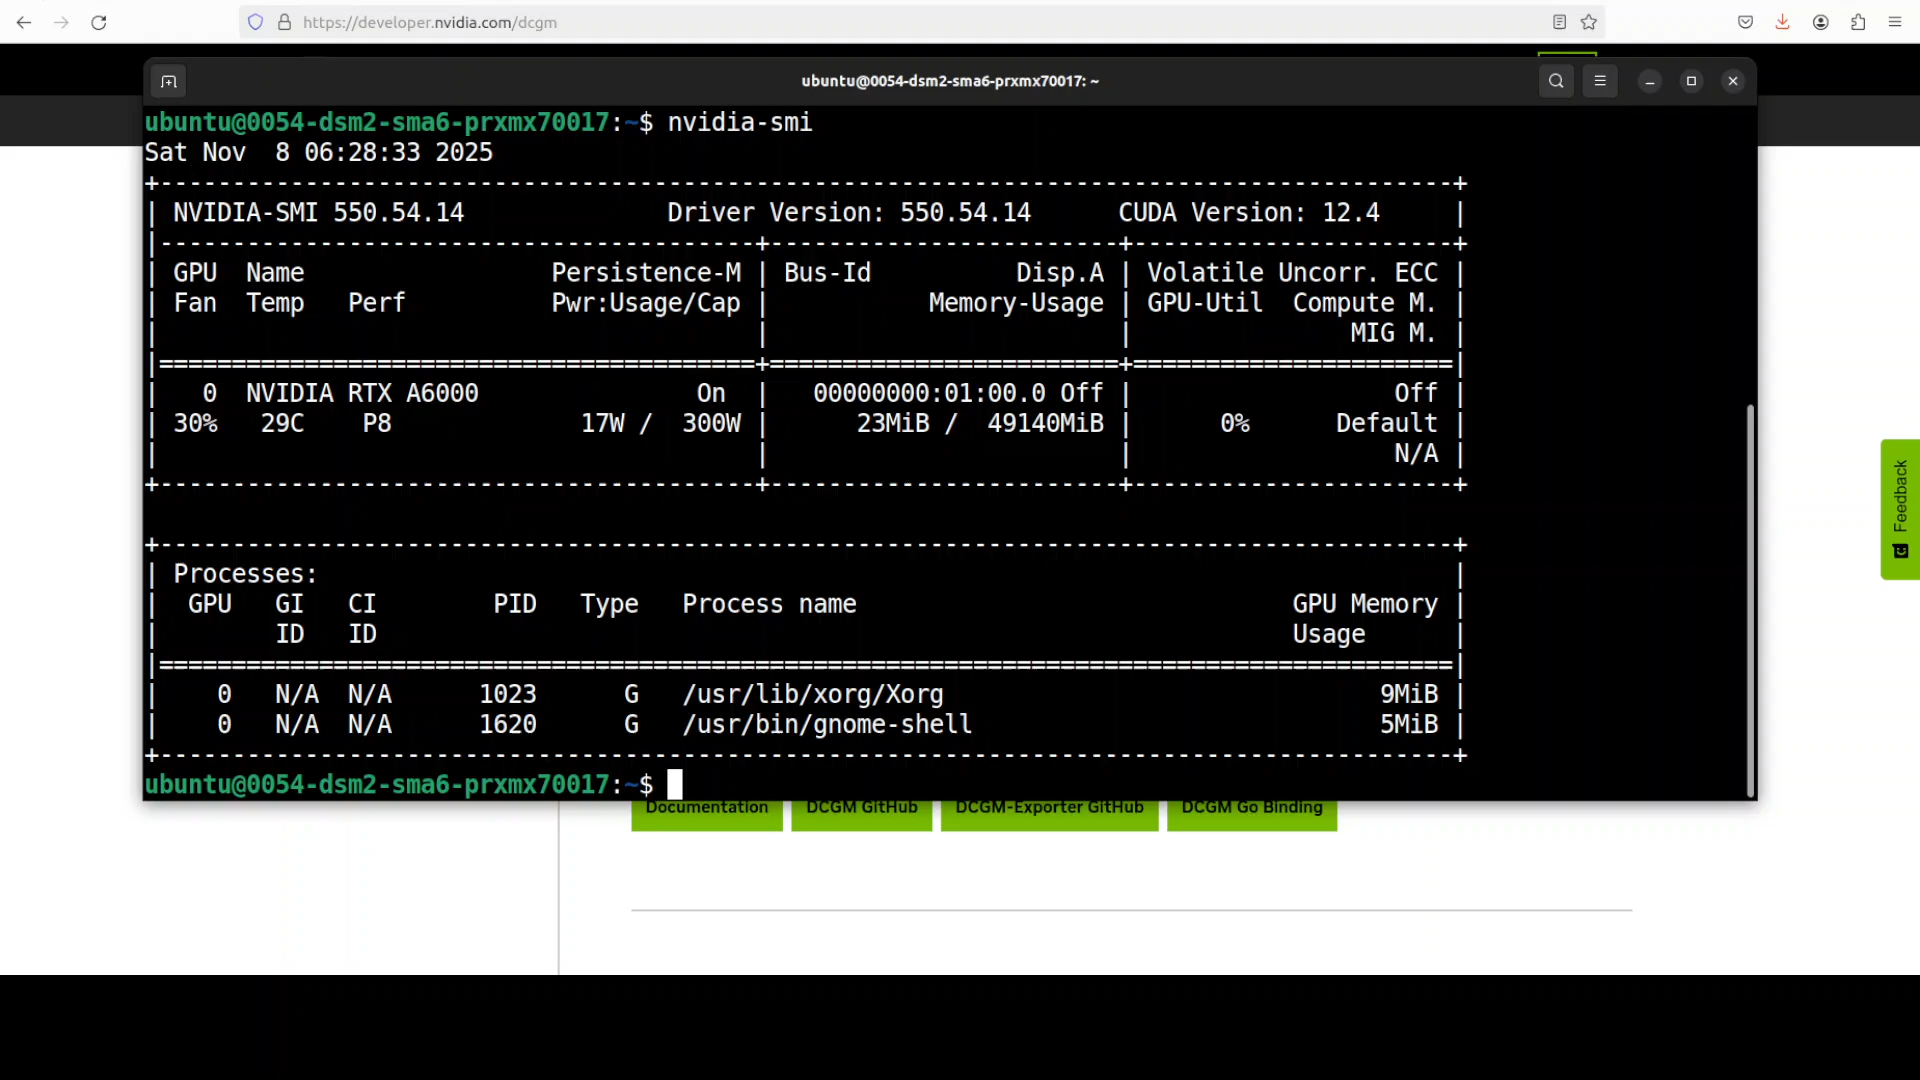 https://developer.nvidia.com/dcgm
ubuntu@0054-dsm2-sma6-prxmx70017: ~
ubuntu@0054-dsm2-sma6-prxmx70017:~$ nvidia-smi
Sat Nov  8 06:28:33 2025
+-----------------------------------------------------------------------------------------+
| NVIDIA-SMI 550.54.14              Driver Version: 550.54.14      CUDA Version: 12.4     |
|-----------------------------------------+------------------------+----------------------+
| GPU  Name                 Persistence-M | Bus-Id          Disp.A | Volatile Uncorr. ECC |
| Fan  Temp   Perf          Pwr:Usage/Cap |           Memory-Usage | GPU-Util  Compute M. |
|                                         |                        |               MIG M. |
|=========================================+========================+======================|
|   0  NVIDIA RTX A6000               On  |   00000000:01:00.0 Off |                  Off |
| 30%   29C    P8             17W /  300W |      23MiB /  49140MiB |      0%      Default |
|                                         |                        |                  N/A |
+-----------------------------------------+------------------------+----------------------+
+-----------------------------------------------------------------------------------------+
| Processes:                                                                              |
|  GPU   GI   CI        PID   Type   Process name                              GPU Memory |
|        ID   ID                                                               Usage      |
|=========================================================================================|
|    0   N/A  N/A      1023      G   /usr/lib/xorg/Xorg                              9MiB |
|    0   N/A  N/A      1620      G   /usr/bin/gnome-shell                            5MiB |
+-----------------------------------------------------------------------------------------+
ubuntu@0054-dsm2-sma6-prxmx70017:~$
Documentation DCGM GitHub DCGM-Exporter GitHub DCGM Go Binding
Feedback